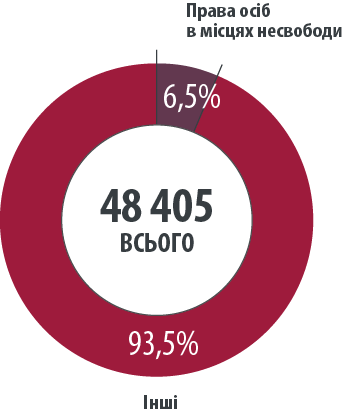 Права осіб
в місцях несвободи
6,5%
48 405
ВСЬОГО
93,5%
Інші